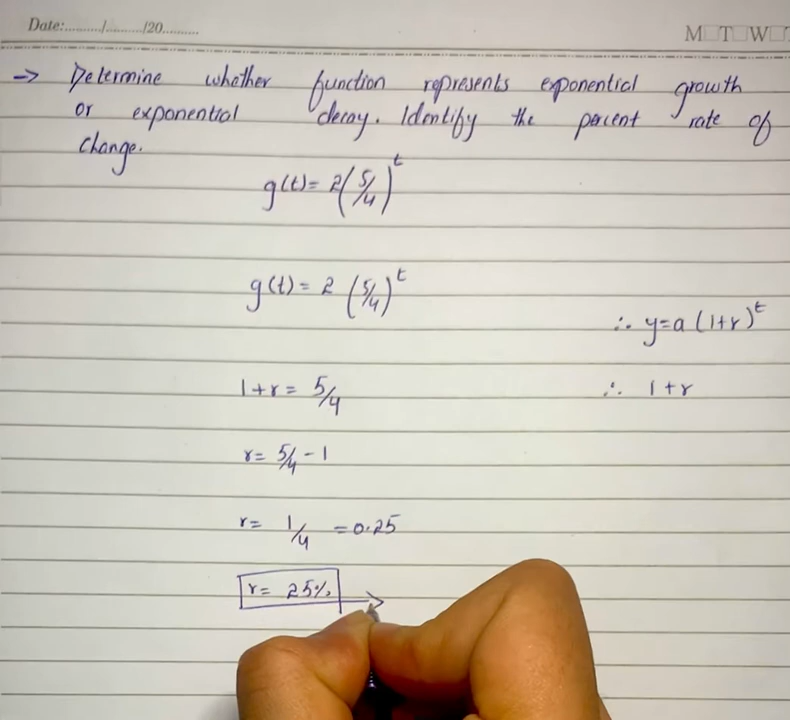 Date:........../........../20..........
M T W
→ Determine whether function represents exponential growth
or exponential decay. Identify the percent rate of
change.
g(t) = 2(5/4)^t
g(t) = 2 (5/4)^t
∴ y=a (1+r)^t
1+r = 5/4
∴ 1+r
r= 5/4 - 1
r= 1/4 = 0.25
r= 25% →